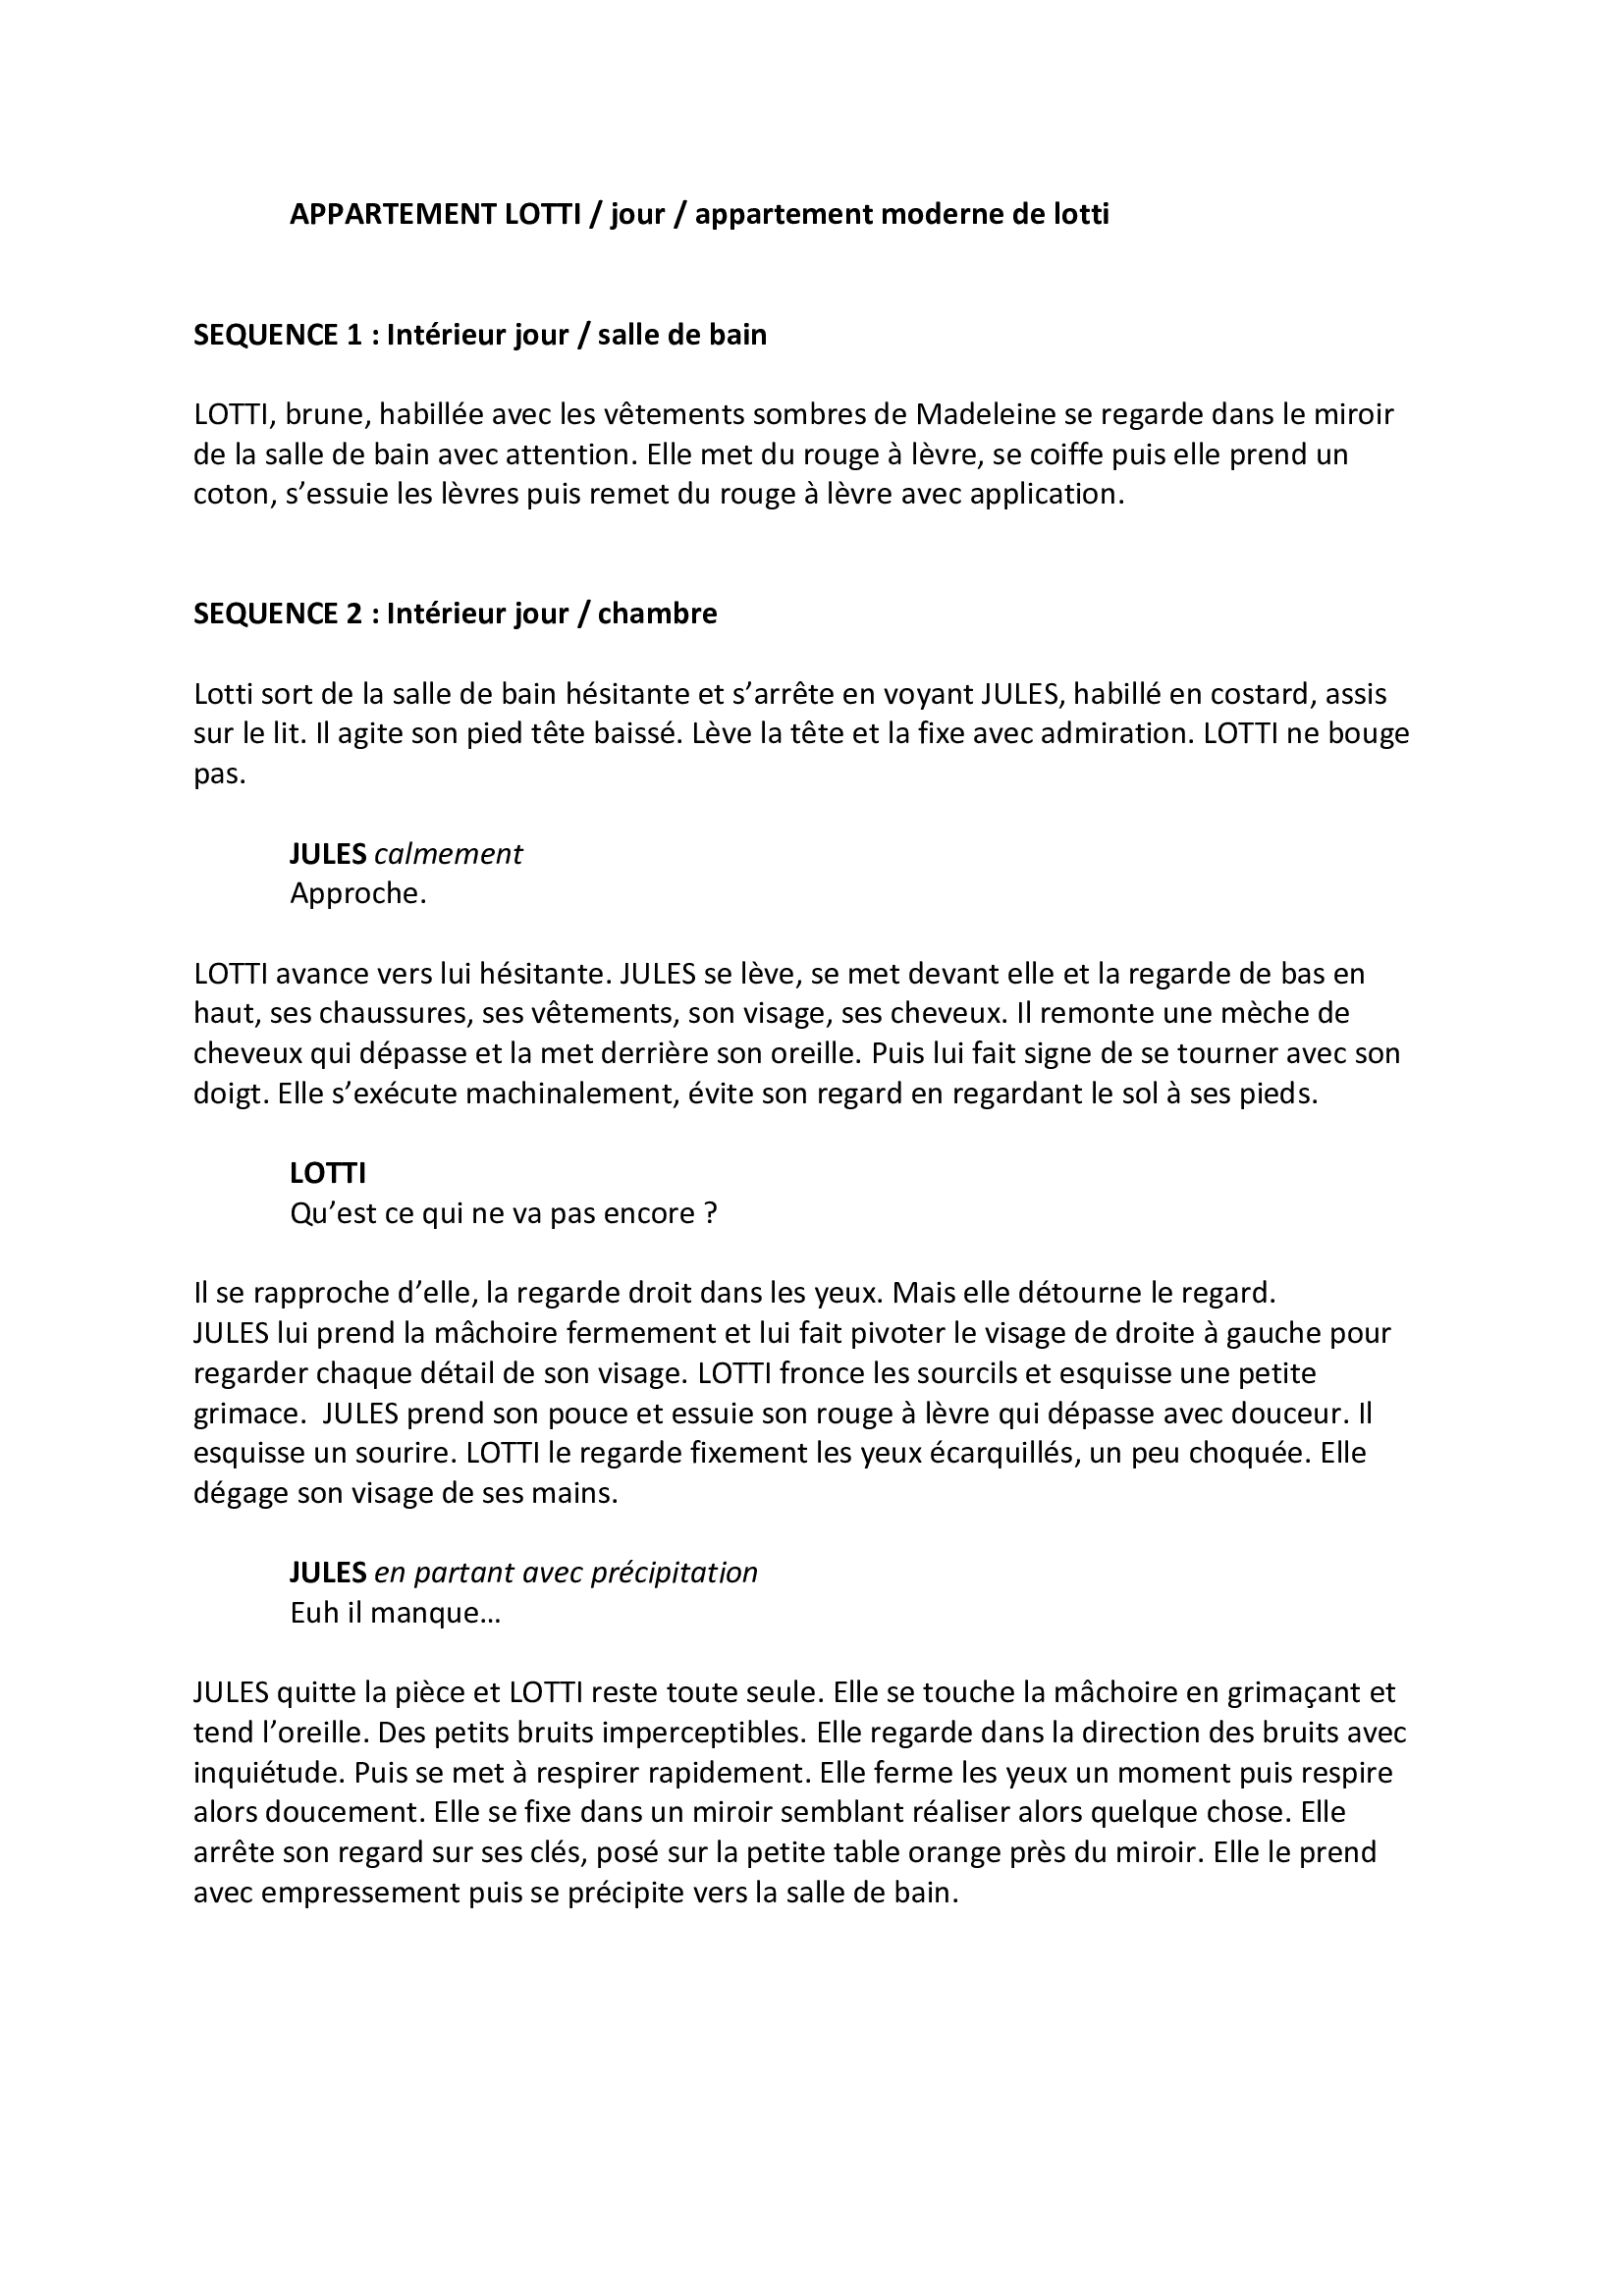 APPARTEMENT LOTTI / jour / appartement moderne de lotti
SEQUENCE 1 : Intérieur jour / salle de bain
LOTTI, brune, habillée avec les vêtements sombres de Madeleine se regarde dans le miroir
de la salle de bain avec attention. Elle met du rouge à lèvre, se coiffe puis elle prend un
coton, s’essuie les lèvres puis remet du rouge à lèvre avec application.
SEQUENCE 2 : Intérieur jour / chambre
Lotti sort de la salle de bain hésitante et s’arrête en voyant JULES, habillé en costard, assis
sur le lit. Il agite son pied tête baissé. Lève la tête et la fixe avec admiration. LOTTI ne bouge
pas.
JULES calmement
Approche.
LOTTI avance vers lui hésitante. JULES se lève, se met devant elle et la regarde de bas en
haut, ses chaussures, ses vêtements, son visage, ses cheveux. Il remonte une mèche de
cheveux qui dépasse et la met derrière son oreille. Puis lui fait signe de se tourner avec son
doigt. Elle s’exécute machinalement, évite son regard en regardant le sol à ses pieds.
LOTTI
Qu’est ce qui ne va pas encore ?
Il se rapproche d’elle, la regarde droit dans les yeux. Mais elle détourne le regard.
JULES lui prend la mâchoire fermement et lui fait pivoter le visage de droite à gauche pour
regarder chaque détail de son visage. LOTTI fronce les sourcils et esquisse une petite
grimace.  JULES prend son pouce et essuie son rouge à lèvre qui dépasse avec douceur. Il
esquisse un sourire. LOTTI le regarde fixement les yeux écarquillés, un peu choquée. Elle
dégage son visage de ses mains.
JULES en partant avec précipitation
Euh il manque…
JULES quitte la pièce et LOTTI reste toute seule. Elle se touche la mâchoire en grimaçant et
tend l’oreille. Des petits bruits imperceptibles. Elle regarde dans la direction des bruits avec
inquiétude. Puis se met à respirer rapidement. Elle ferme les yeux un moment puis respire
alors doucement. Elle se fixe dans un miroir semblant réaliser alors quelque chose. Elle
arrête son regard sur ses clés, posé sur la petite table orange près du miroir. Elle le prend
avec empressement puis se précipite vers la salle de bain.